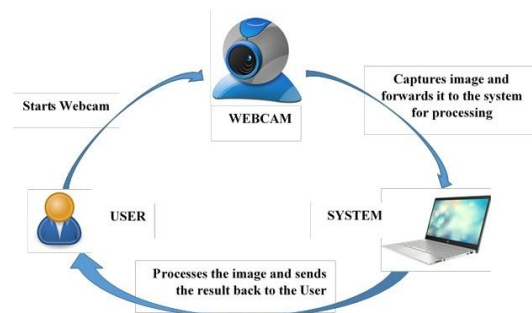 Starts Webcam
WEBCAM
Captures image and
forwards it to the system
for processing
USER
SYSTEM
Processes the image and sends
the result back to the User